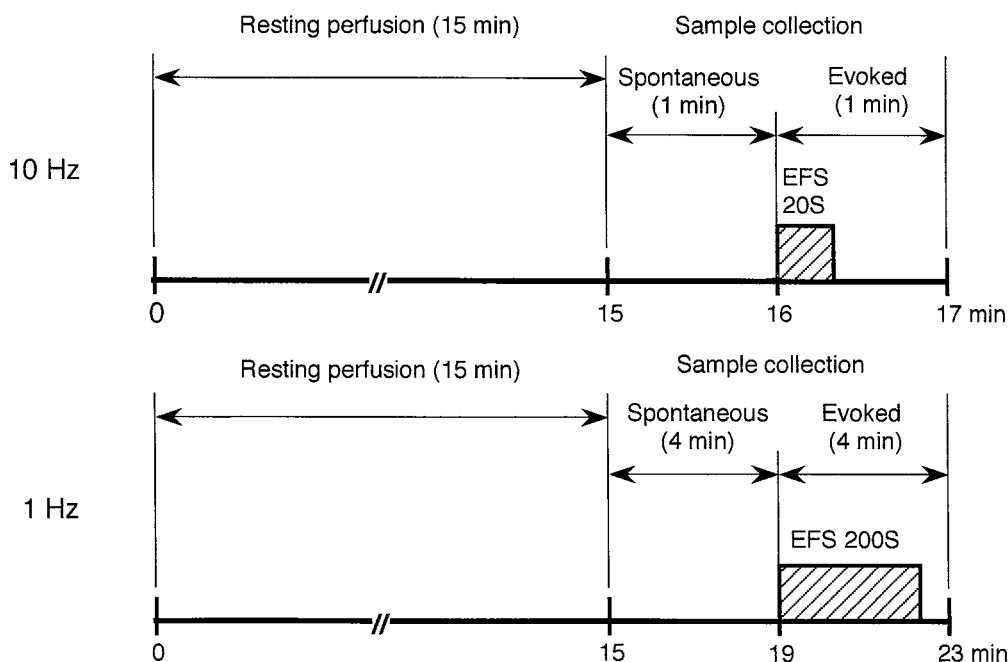 Resting perfusion (15 min)
Sample collection
Spontaneous
(1 min)
Evoked
(1 min)
10 Hz
EFS
20S
0
15
16
17 min
Resting perfusion (15 min)
Sample collection
Spontaneous
(4 min)
Evoked
(4 min)
1 Hz
EFS 200S
0
15
19
23 min